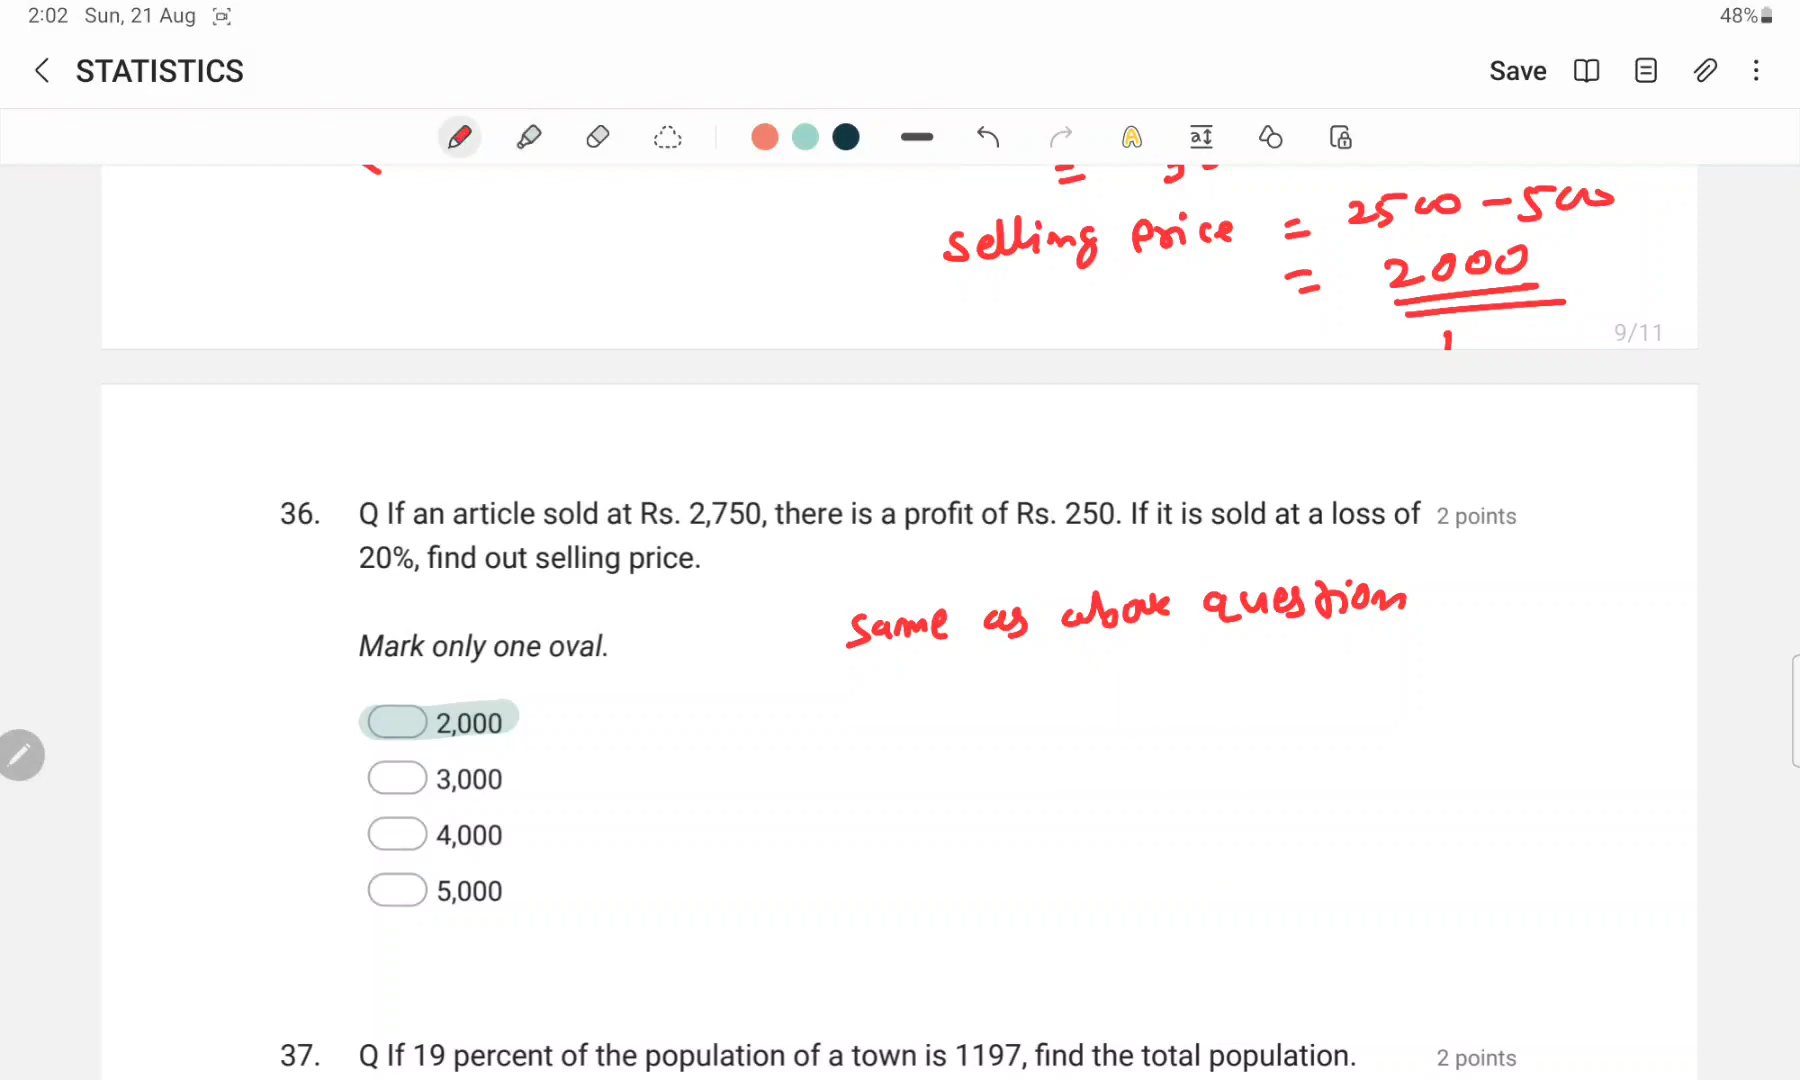 2:02 Sun, 21 Aug
48%
STATISTICS
Save
2500 - 500
selling price =
= 2000
9/11
36. Q If an article sold at Rs. 2,750, there is a profit of Rs. 250. If it is sold at a loss of 2 points
20%, find out selling price.
same as above question
Mark only one oval.
2,000
3,000
4,000
5,000
37. Q If 19 percent of the population of a town is 1197, find the total population. 2 points